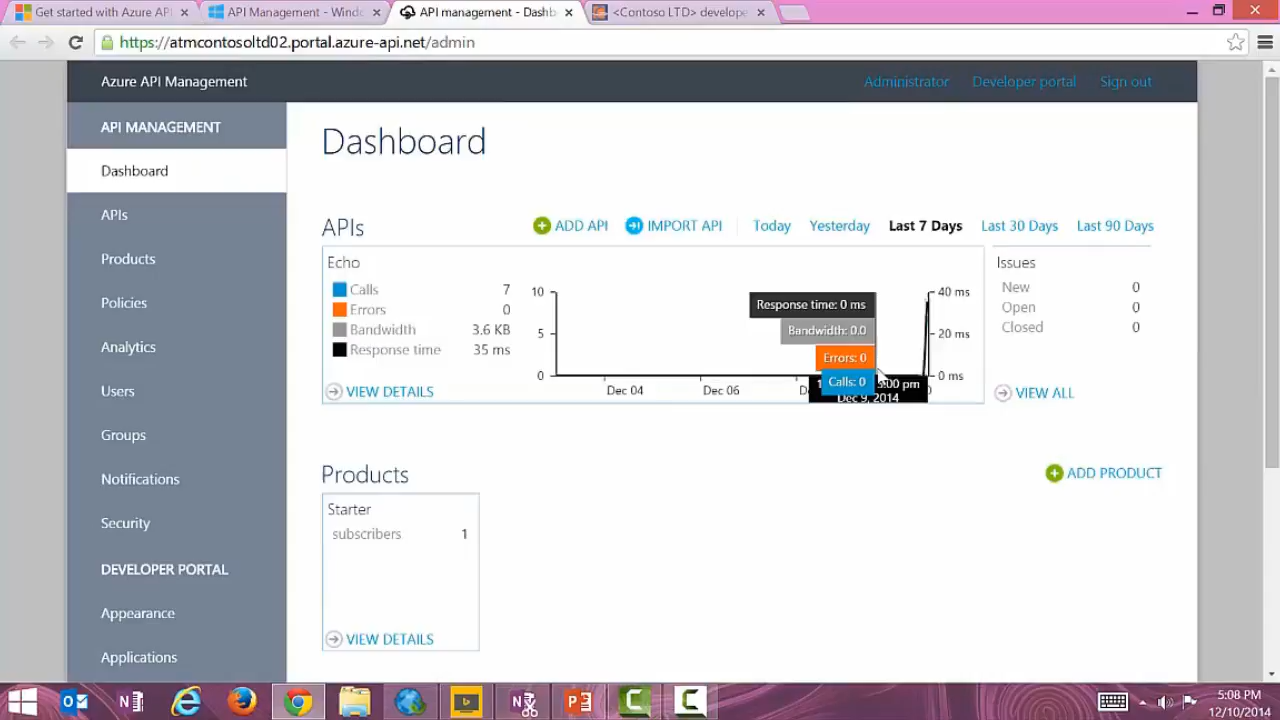 Get started with Azure API
API Management - Windo
API management - Dashb
<Contoso LTD> develope
https://atmcontosoltd02.portal.azure-api.net/admin
Azure API Management
Administrator
Developer portal
Sign out
API MANAGEMENT
Dashboard
APIs
Products
Policies
Analytics
Users
Groups
Notifications
Security
DEVELOPER PORTAL
Appearance
Applications
Dashboard
APIs
ADD API
IMPORT API
Today
Yesterday
Last 7 Days
Last 30 Days
Last 90 Days
Echo
Calls 7
Errors 0
Bandwidth 3.6 KB
Response time 35 ms
VIEW DETAILS
10
5
0
Dec 04
Dec 06
40 ms
20 ms
0 ms
Response time: 0 ms
Bandwidth: 0.0
Errors: 0
Calls: 0
:00 pm
Dec 9, 2014
Issues
New 0
Open 0
Closed 0
VIEW ALL
Products
ADD PRODUCT
Starter
subscribers 1
VIEW DETAILS
5:08 PM
12/10/2014